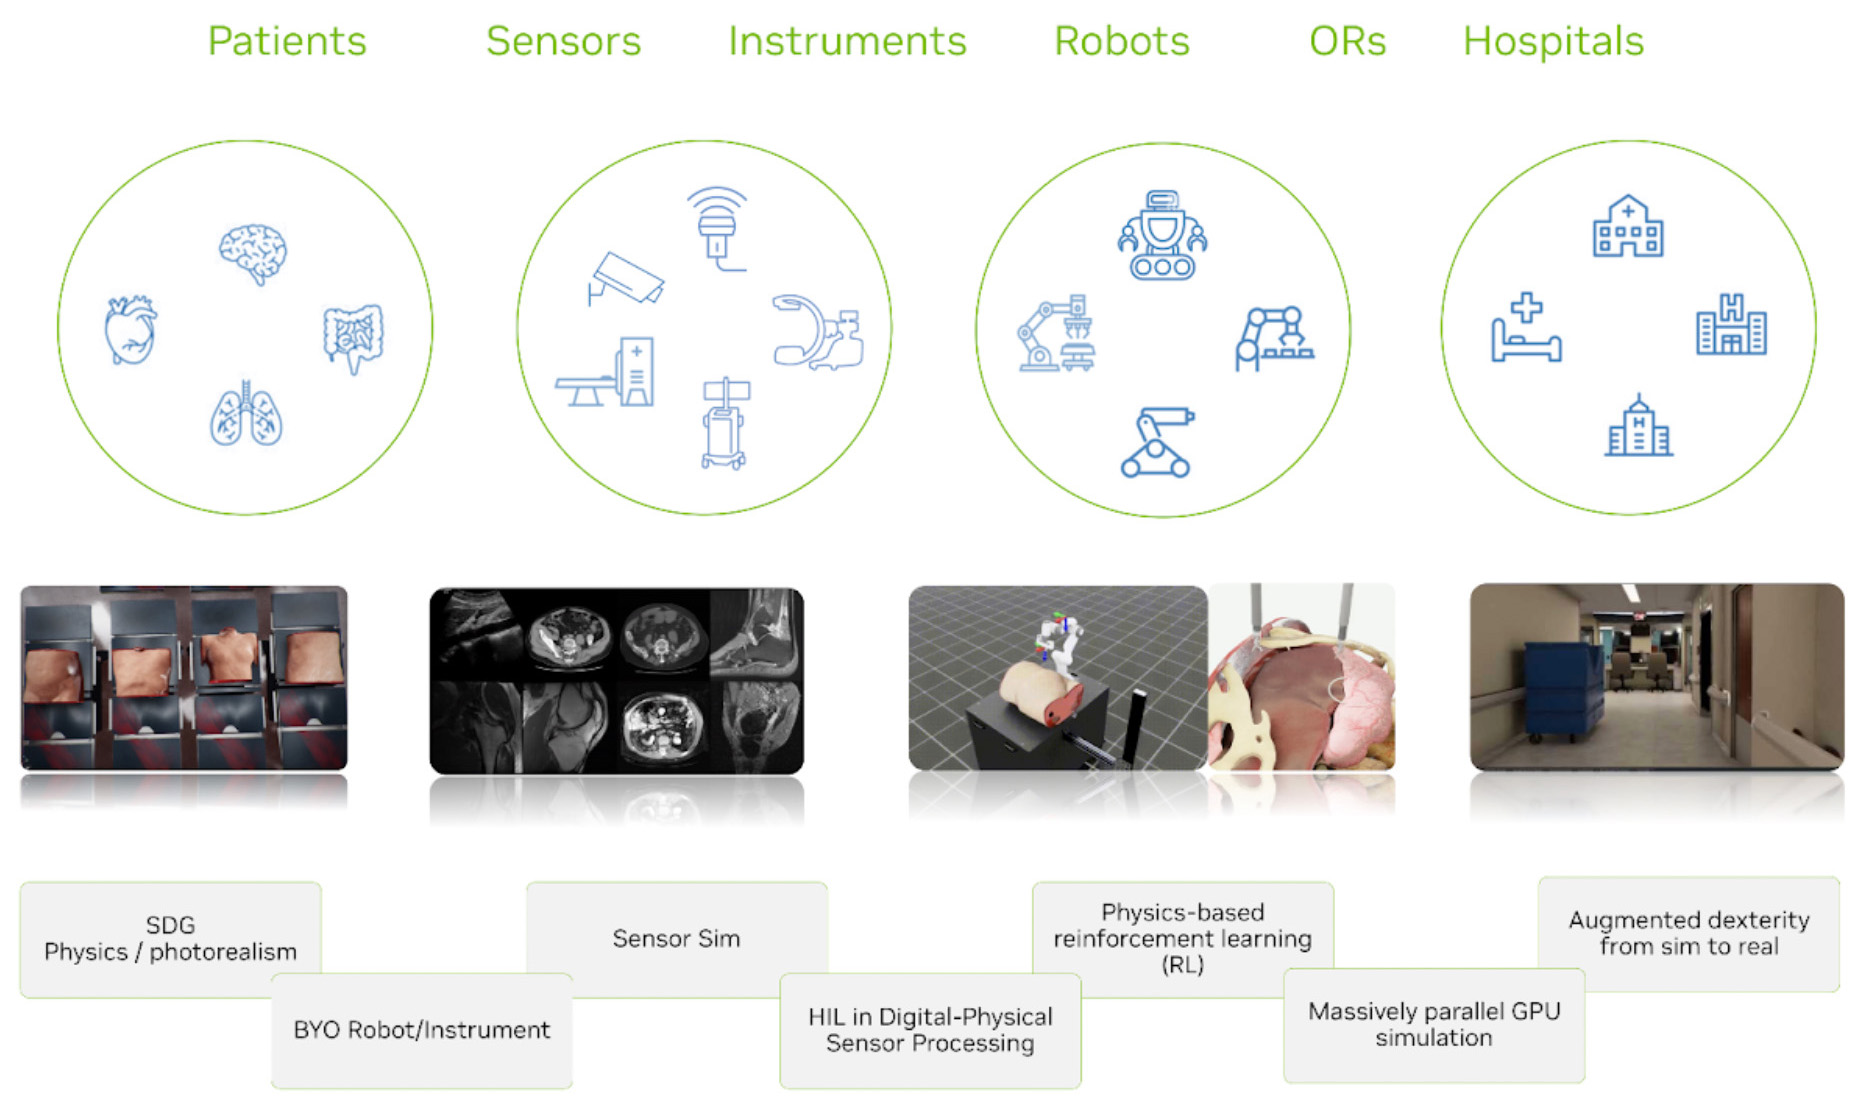 Patients
Sensors
Instruments
Robots
ORs
Hospitals
H
H
SDG
Physics / photorealism
BYO Robot/Instrument
Sensor Sim
HIL in Digital-Physical
Sensor Processing
Physics-based
reinforcement learning
(RL)
Massively parallel GPU
simulation
Augmented dexterity
from sim to real